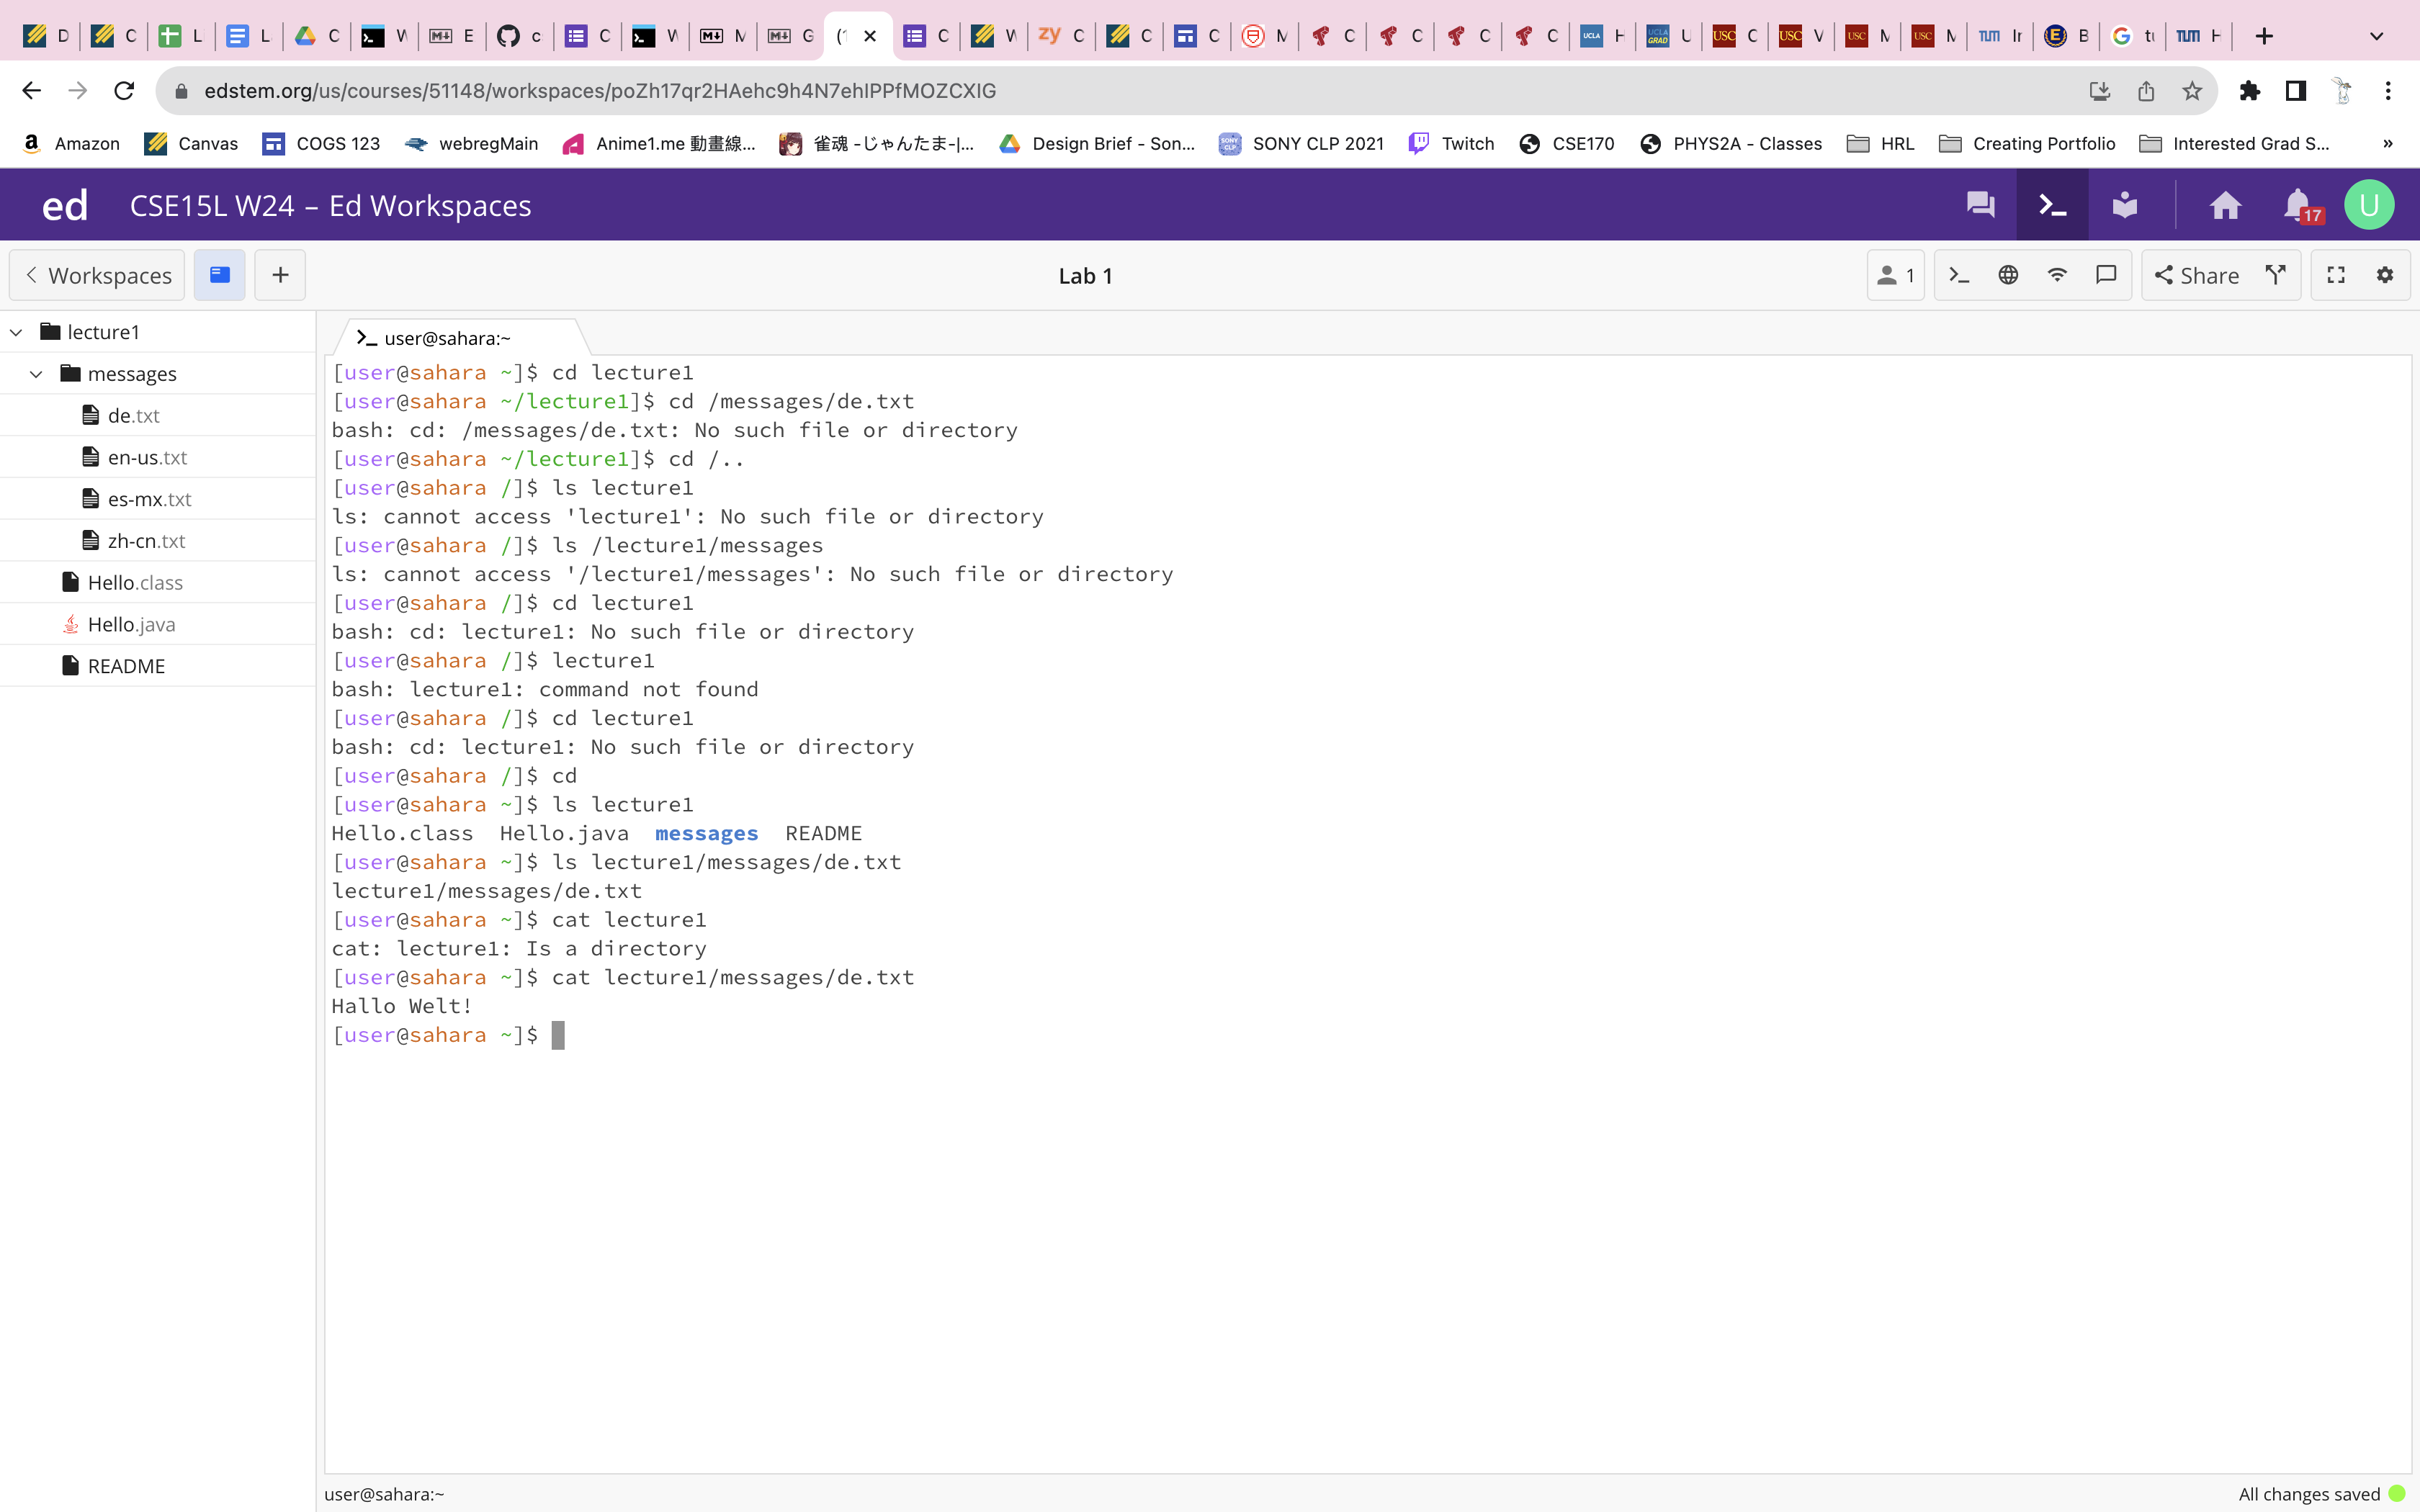 D C L L C W E c C W M G (1 C W C C C M C C C C H U C V M M Ir B tu H
edstem.org/us/courses/51148/workspaces/poZh17qr2HAehc9h4N7ehIPPfMOZCXIG
Amazon Canvas COGS 123 webregMain Anime1.me 動畫線... 雀魂 -じゃんたま-|... Design Brief - Son... SONY CLP 2021 Twitch CSE170 PHYS2A - Classes HRL Creating Portfolio Interested Grad S... »
ed CSE15L W24 – Ed Workspaces 17 U
Workspaces Lab 1 1 Share
lecture1
messages
de.txt
en-us.txt
es-mx.txt
zh-cn.txt
Hello.class
Hello.java
README
user@sahara:~
[user@sahara ~]$ cd lecture1
[user@sahara ~/lecture1]$ cd /messages/de.txt
bash: cd: /messages/de.txt: No such file or directory
[user@sahara ~/lecture1]$ cd /..
[user@sahara /]$ ls lecture1
ls: cannot access 'lecture1': No such file or directory
[user@sahara /]$ ls /lecture1/messages
ls: cannot access '/lecture1/messages': No such file or directory
[user@sahara /]$ cd lecture1
bash: cd: lecture1: No such file or directory
[user@sahara /]$ lecture1
bash: lecture1: command not found
[user@sahara /]$ cd lecture1
bash: cd: lecture1: No such file or directory
[user@sahara /]$ cd
[user@sahara ~]$ ls lecture1
Hello.class Hello.java messages README
[user@sahara ~]$ ls lecture1/messages/de.txt
lecture1/messages/de.txt
[user@sahara ~]$ cat lecture1
cat: lecture1: Is a directory
[user@sahara ~]$ cat lecture1/messages/de.txt
Hallo Welt!
[user@sahara ~]$
user@sahara:~ All changes saved